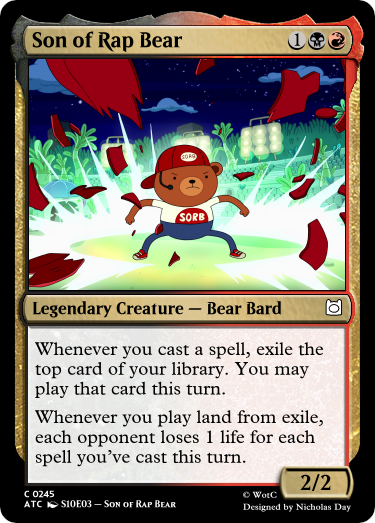 Son of Rap Bear 1
SORB
SORB
Legendary Creature — Bear Bard
Whenever you cast a spell, exile the
top card of your library. You may
play that card this turn.
Whenever you play land from exile,
each opponent loses 1 life for each
spell you've cast this turn.
2/2
C 0245
ATC S10E03 — Son of Rap Bear
© WotC
Designed by Nicholas Day